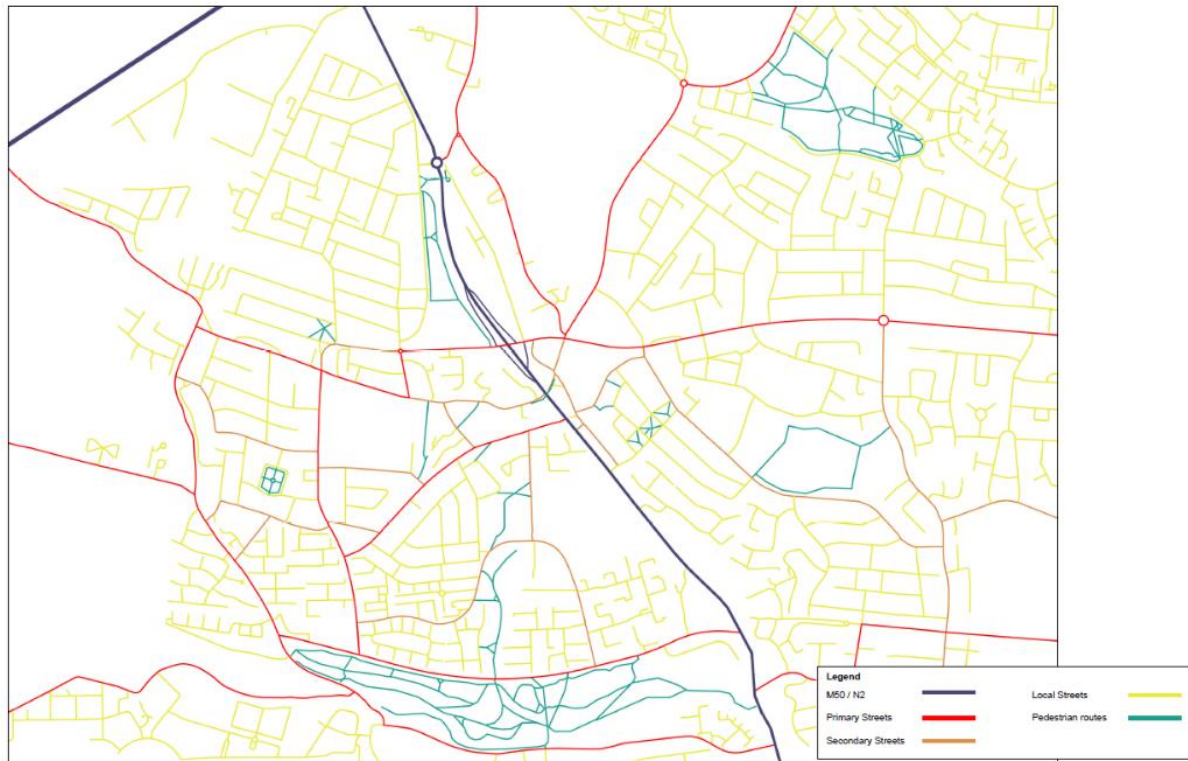 Legend
M50 / N2
Primary Streets
Secondary Streets
Local Streets
Pedestrian routes